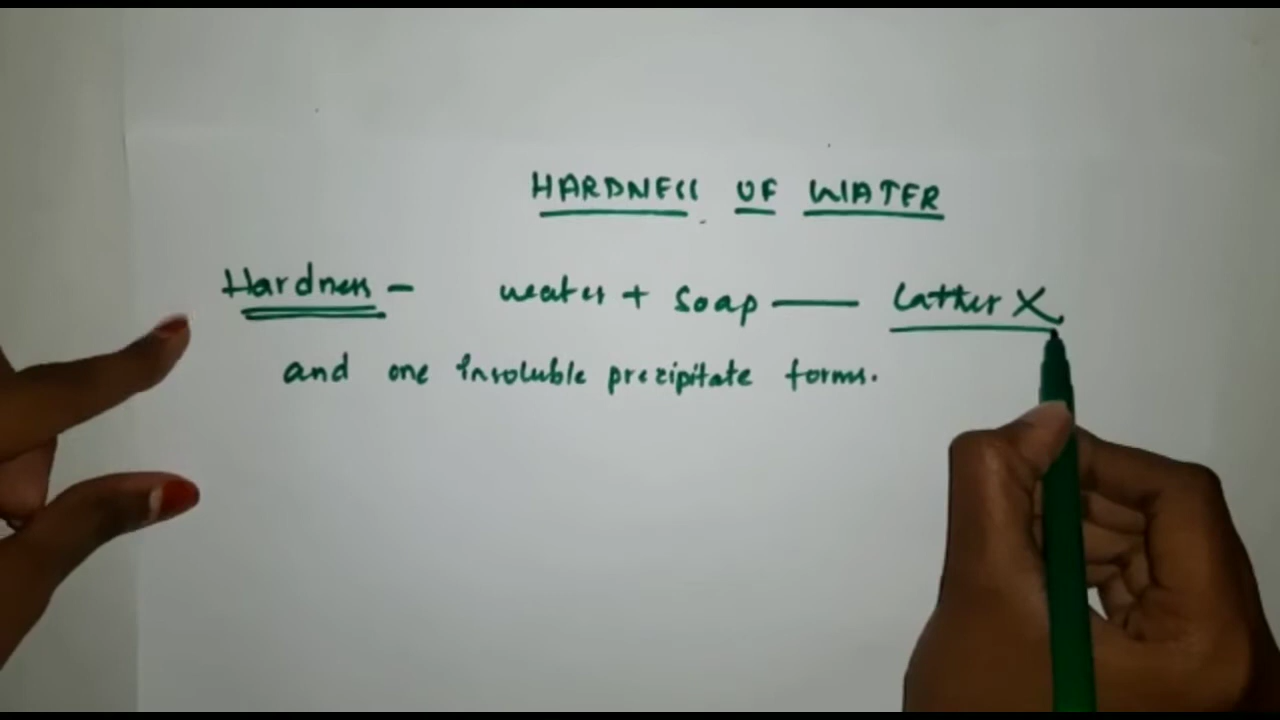 HARDNESS OF WATER
Hardness - water + Soap — Lather X
and one insoluble precipitate forms.